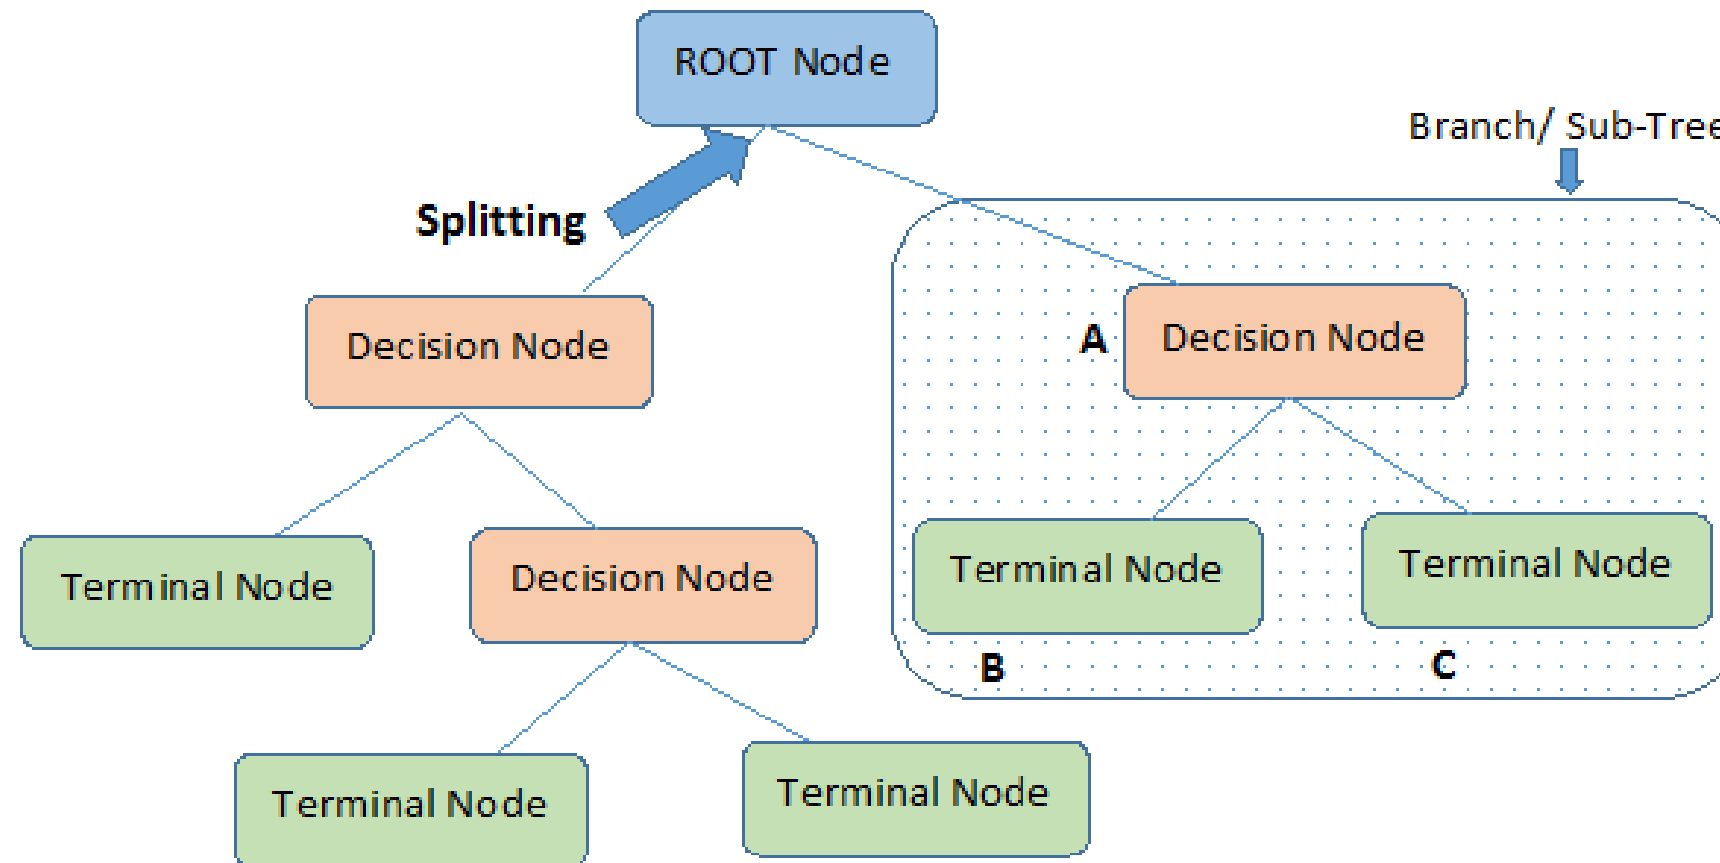 ROOT Node
Branch/ Sub-Tree
Splitting
Decision Node
A
Decision Node
Terminal Node
Decision Node
Terminal Node
Terminal Node
B
C
Terminal Node
Terminal Node